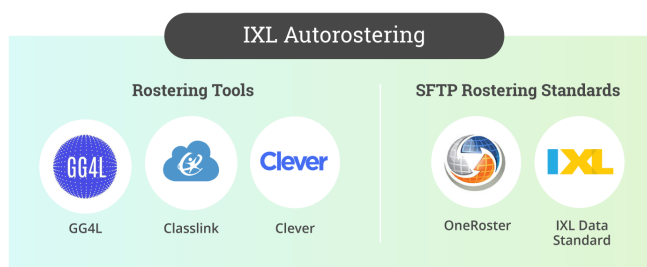 IXL Autorostering
Rostering Tools
SFTP Rostering Standards
GG4L
Clever
IXL
GG4L
Classlink
Clever
OneRoster
IXL Data
Standard